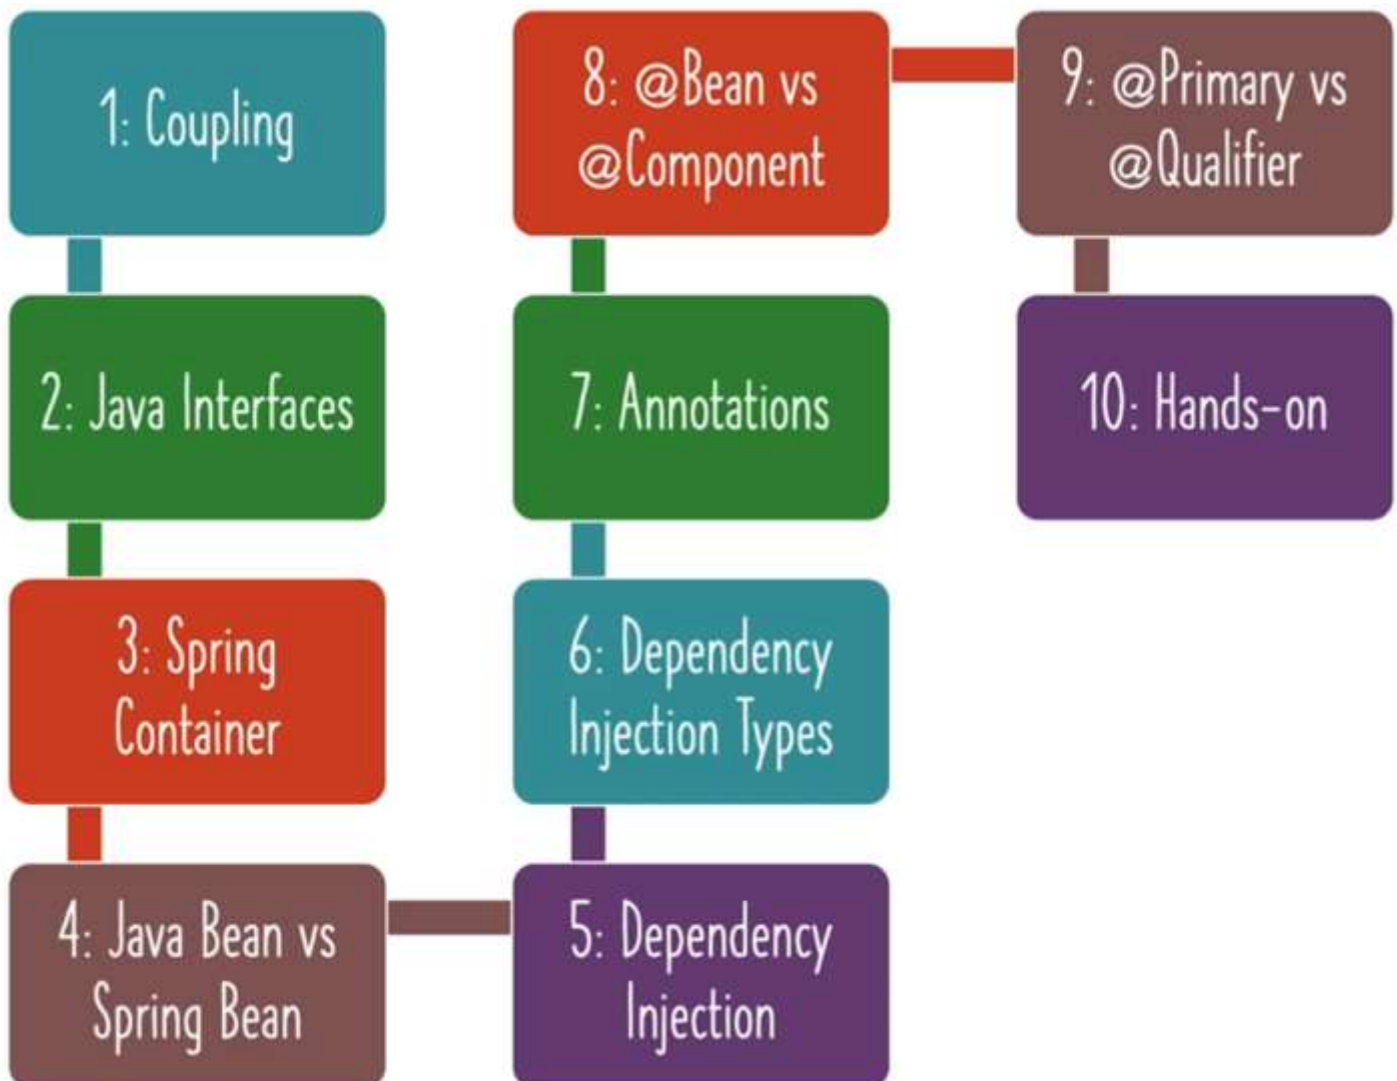 1: Coupling
2: Java Interfaces
3: Spring
Container
4: Java Bean vs
Spring Bean
5: Dependency
Injection
6: Dependency
Injection Types
7: Annotations
8: @Bean vs
@Component
9: @Primary vs
@Qualifier
10: Hands-on